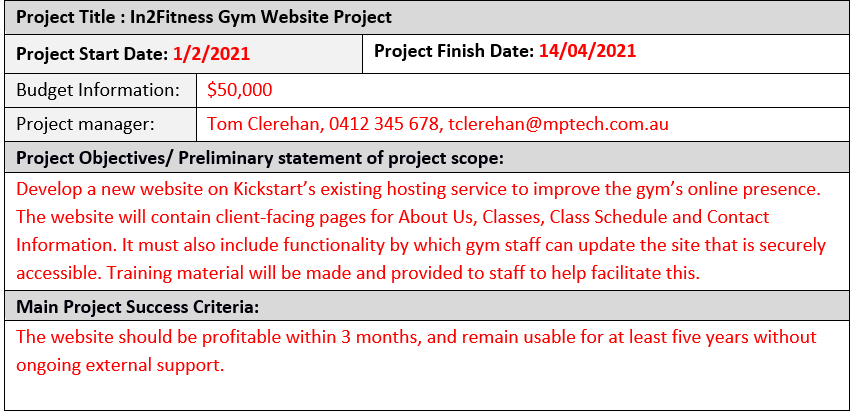 Project Title : In2Fitness Gym Website Project
Project Start Date: 1/2/2021 Project Finish Date: 14/04/2021
Budget Information: $50,000
Project manager: Tom Clerehan, 0412 345 678, tclerehan@mptech.com.au
Project Objectives/ Preliminary statement of project scope:
Develop a new website on Kickstart’s existing hosting service to improve the gym’s online presence.
The website will contain client-facing pages for About Us, Classes, Class Schedule and Contact
Information. It must also include functionality by which gym staff can update the site that is securely
accessible. Training material will be made and provided to staff to help facilitate this.
Main Project Success Criteria:
The website should be profitable within 3 months, and remain usable for at least five years without
ongoing external support.